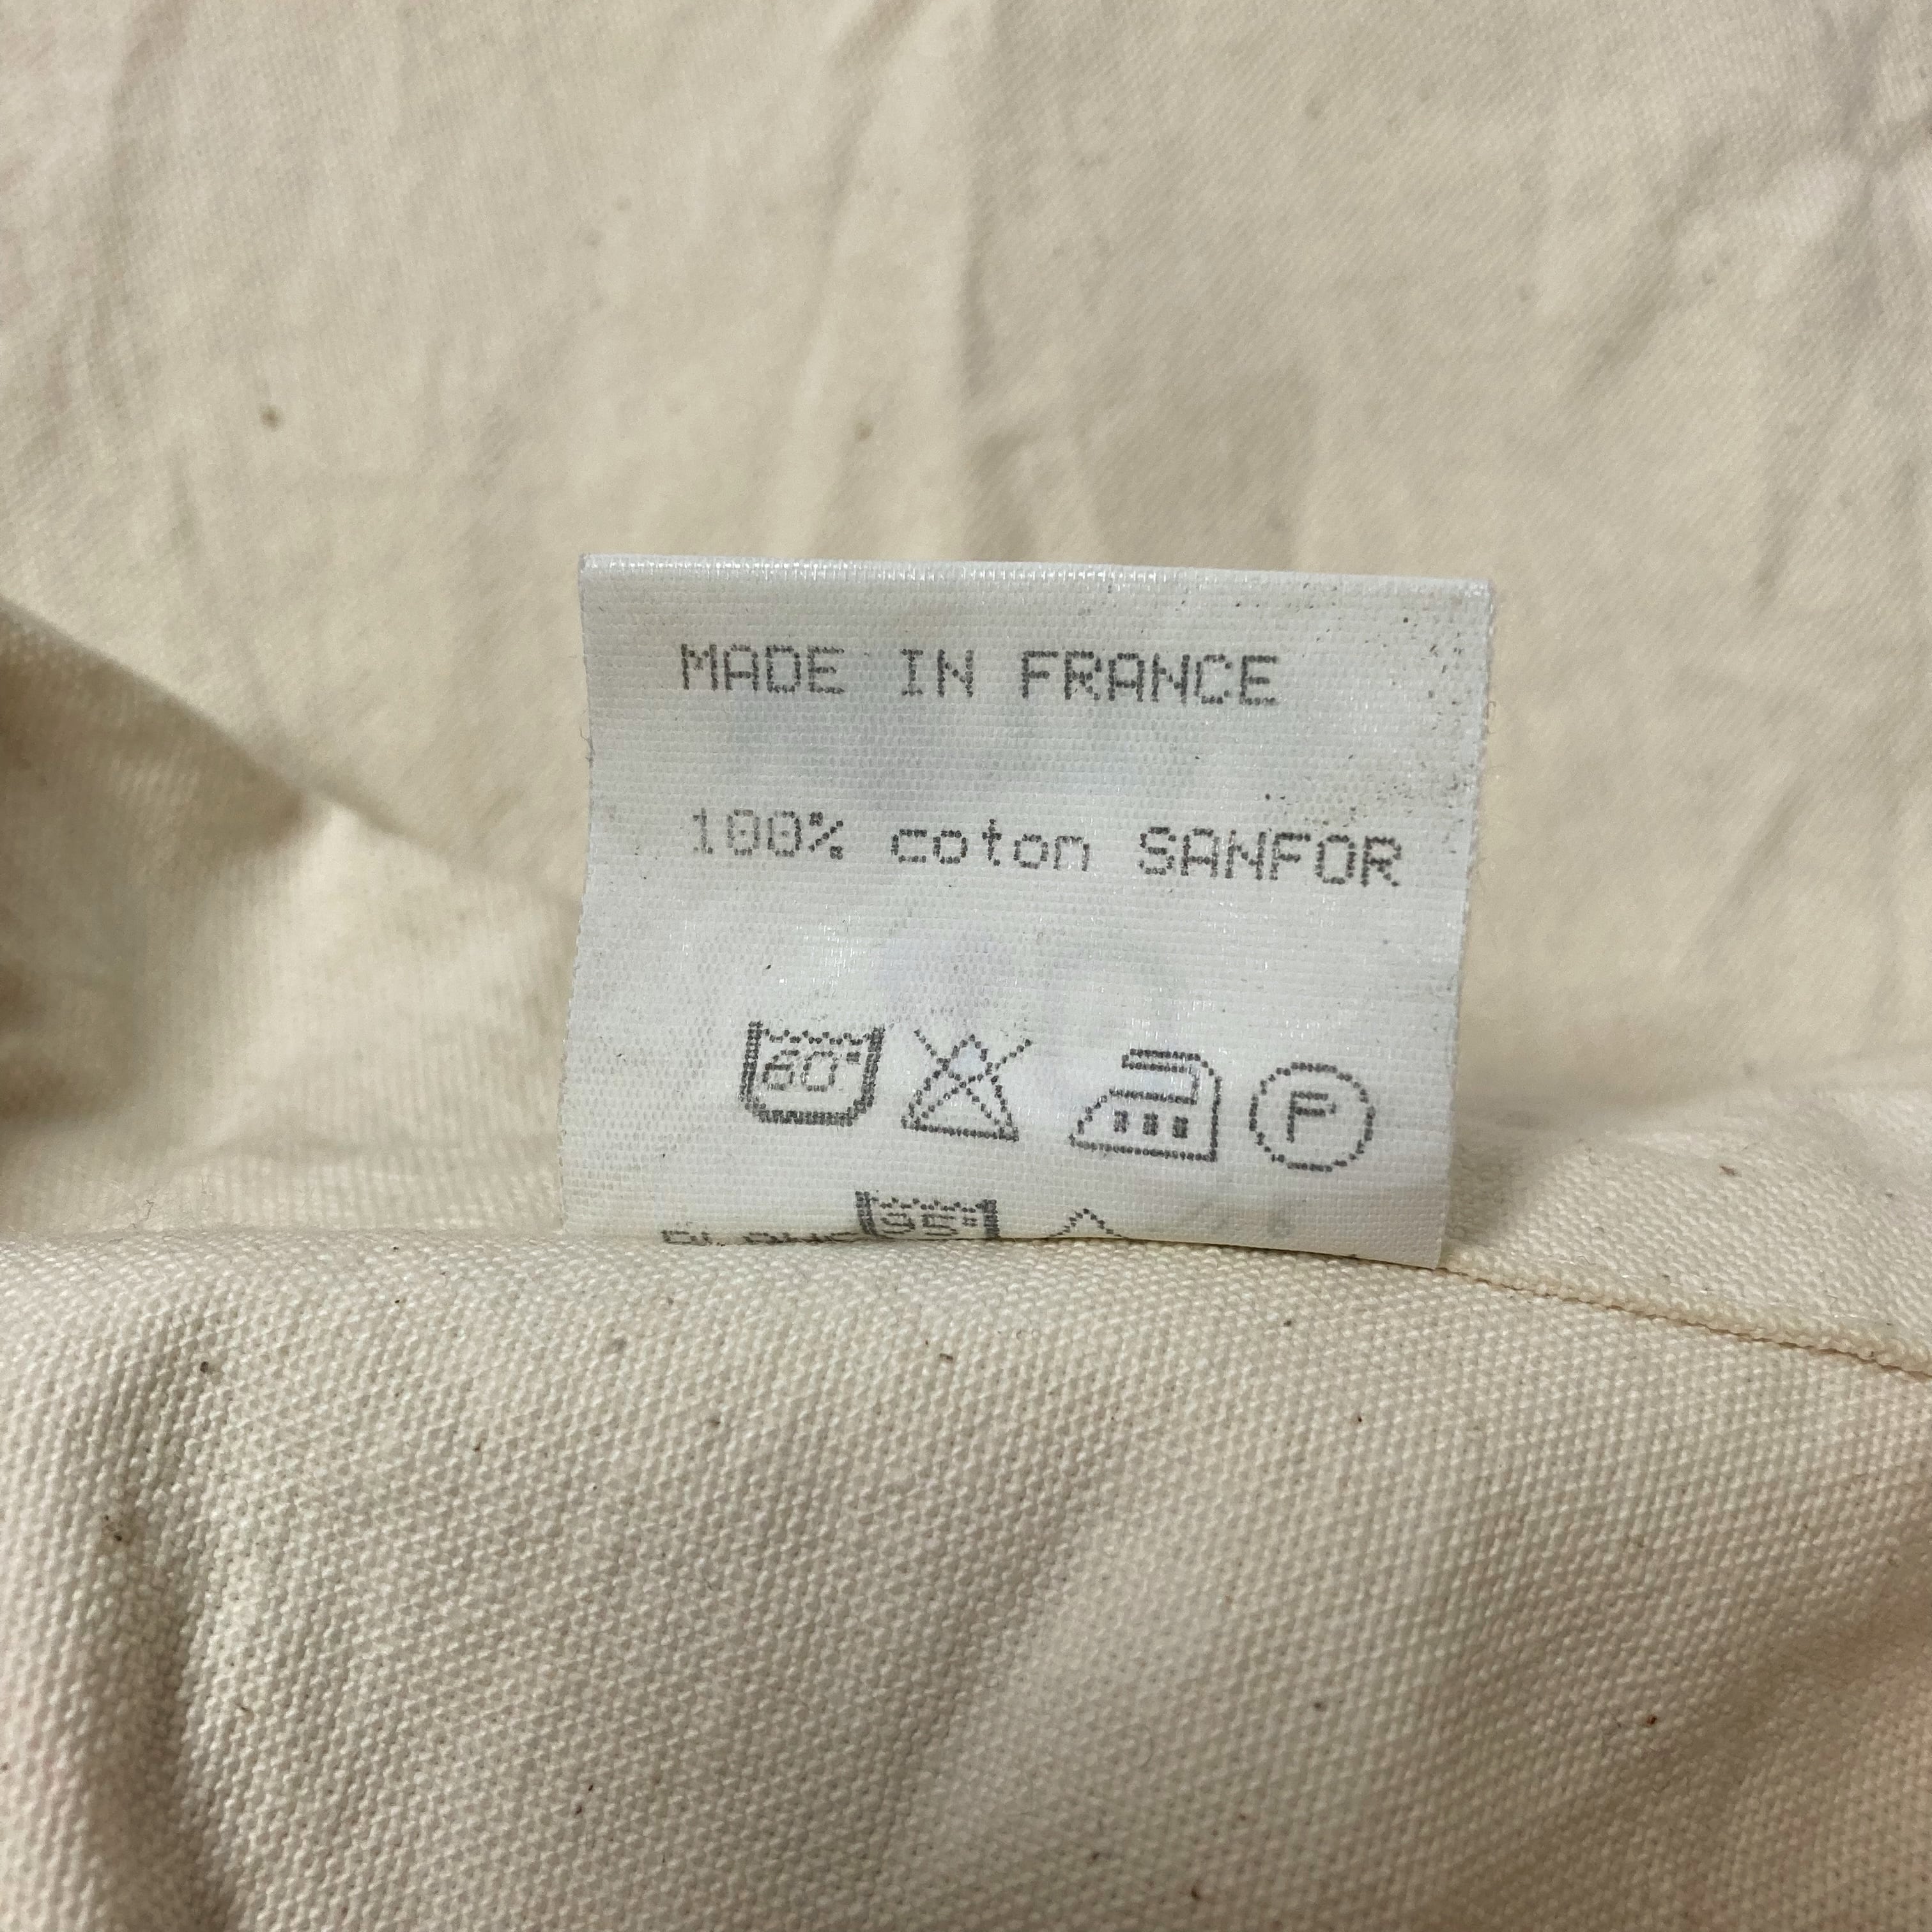 MADE IN FRANCE
100% coton SANFOR
60° F
95°